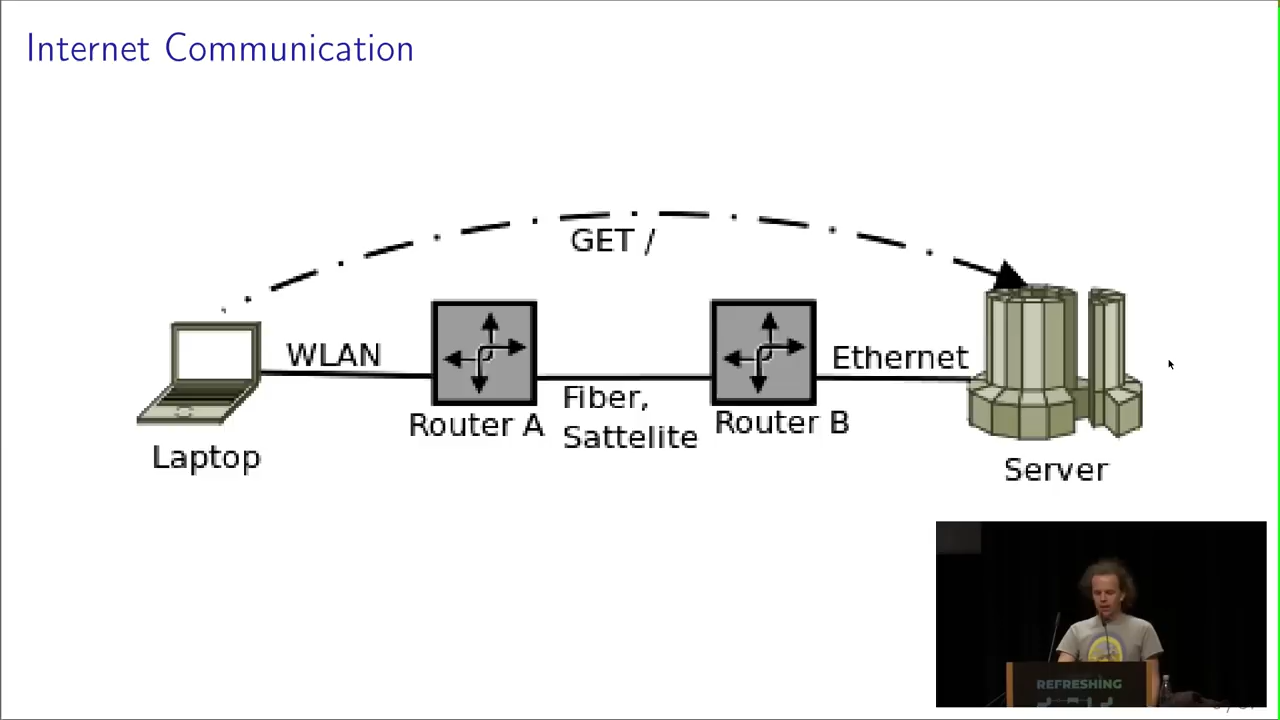 Internet Communication
GET /
WLAN
Ethernet
Fiber,
Sattelite
Router A
Router B
Laptop
Server
REFRESHING